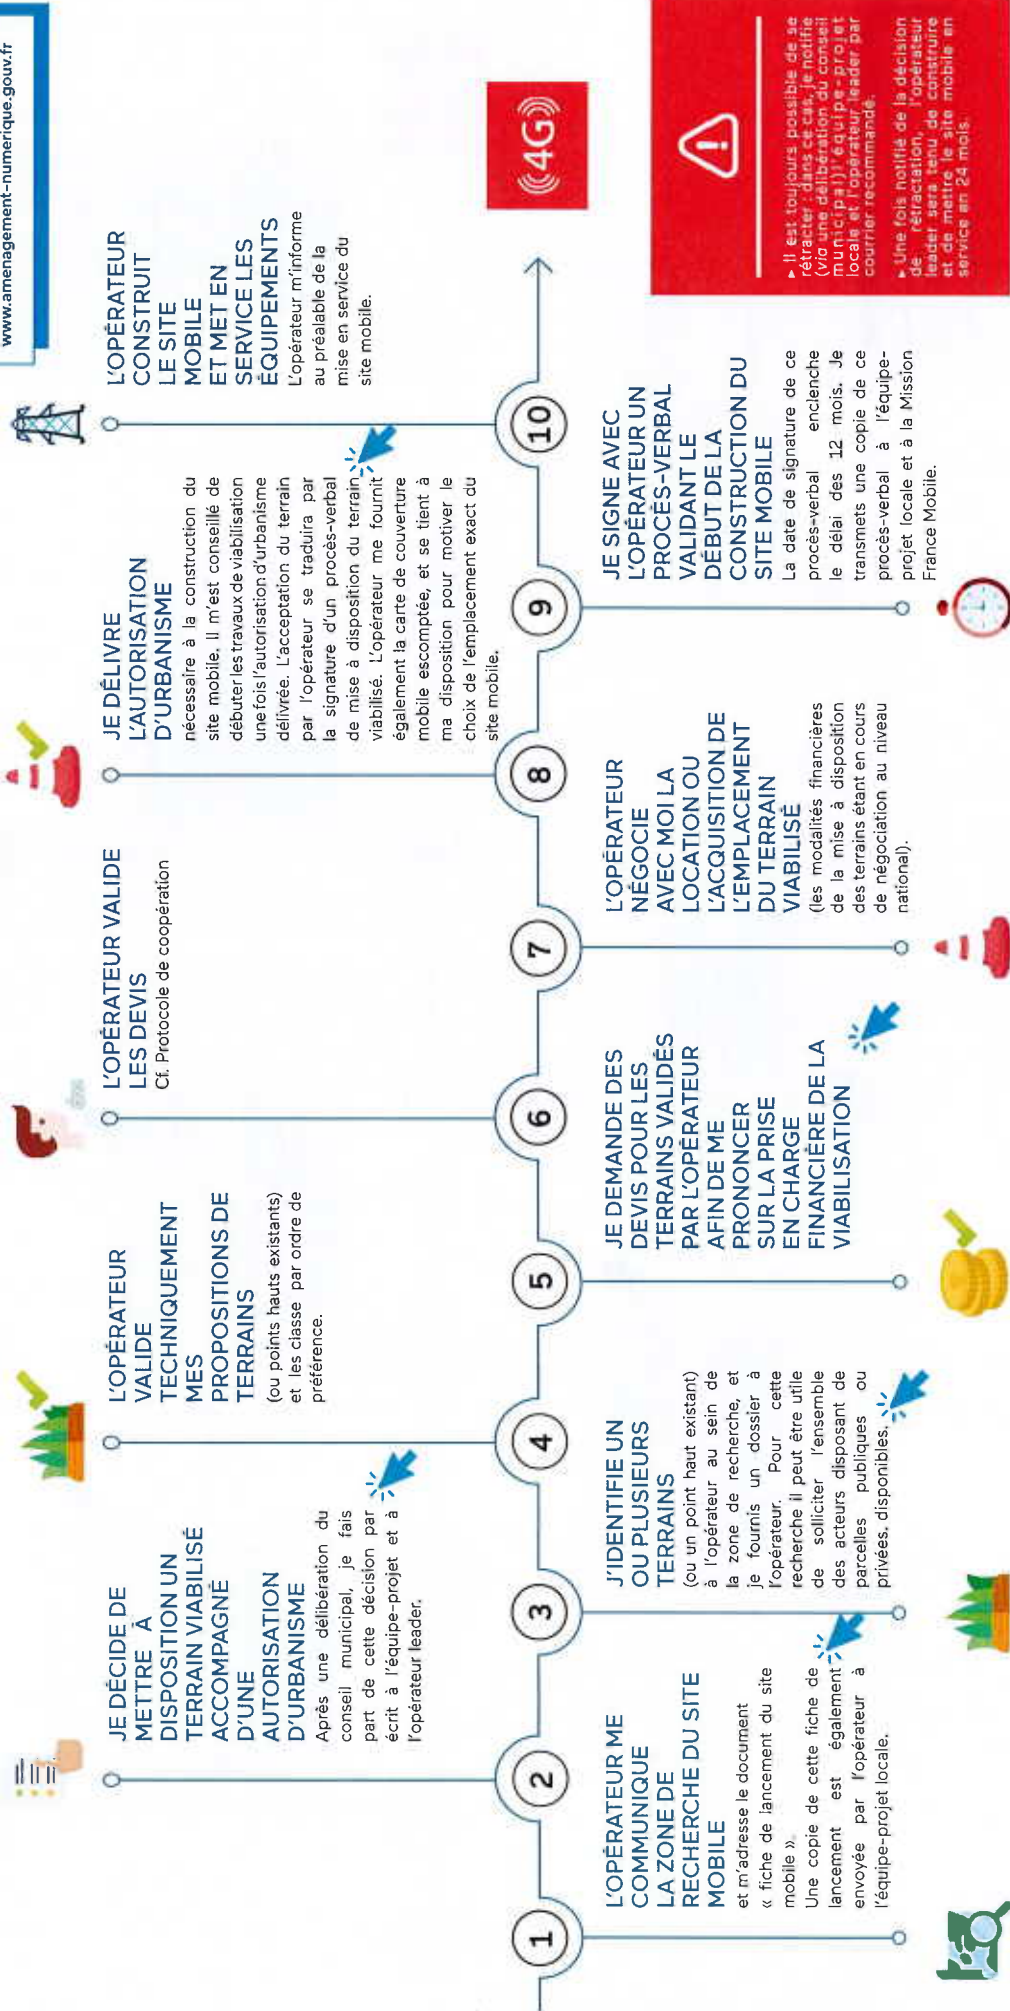 www.amenagement-numerique.gouv.fr
1
L'OPÉRATEUR ME
COMMUNIQUE
LA ZONE DE
RECHERCHE DU SITE
MOBILE
et m'adresse le document
« fiche de lancement du site
mobile ».
Une copie de cette fiche de
lancement est également
envoyée par l'opérateur à
l'équipe-projet locale.
2
JE DÉCIDE DE
METTRE À
DISPOSITION UN
TERRAIN VIABILISÉ
ACCOMPAGNÉ
D'UNE
AUTORISATION
D'URBANISME
Après une délibération du
conseil municipal, je fais
part de cette décision par
écrit à l'équipe-projet et à
l'opérateur leader.
3
J'IDENTIFIE UN
OU PLUSIEURS
TERRAINS
(ou un point haut existant)
à l'opérateur au sein de
la zone de recherche, et
je fournis un dossier à
l'opérateur. Pour cette
recherche il peut être utile
de solliciter l'ensemble
des acteurs disposant de
parcelles publiques ou
privées, disponibles.
4
L'OPÉRATEUR
VALIDE
TECHNIQUEMENT
MES
PROPOSITIONS DE
TERRAINS
(ou points hauts existants)
et les classe par ordre de
préférence.
5
JE DEMANDE DES
DEVIS POUR LES
TERRAINS VALIDÉS
PAR L'OPÉRATEUR
AFIN DE ME
PRONONCER
SUR LA PRISE
EN CHARGE
FINANCIÈRE DE LA
VIABILISATION
6
L'OPÉRATEUR VALIDE
LES DEVIS
Cf. Protocole de coopération
7
L'OPÉRATEUR
NÉGOCIE
AVEC MOI LA
LOCATION OU
L'ACQUISITION DE
L'EMPLACEMENT
DU TERRAIN
VIABILISÉ
(les modalités financières
de la mise à disposition
des terrains étant en cours
de négociation au niveau
national).
8
JE DÉLIVRE
L'AUTORISATION
D'URBANISME
nécessaire à la construction du
site mobile. Il m'est conseillé de
débuter les travaux de viabilisation
une fois l'autorisation d'urbanisme
délivrée. L'acceptation du terrain
par l'opérateur se traduira par
la signature d'un procès-verbal
de mise à disposition du terrain
viabilisé. L'opérateur me fournit
également la carte de couverture
mobile escomptée, et se tient à
ma disposition pour motiver le
choix de l'emplacement exact du
site mobile.
9
JE SIGNE AVEC
L'OPÉRATEUR UN
PROCÈS-VERBAL
VALIDANT LE
DÉBUT DE LA
CONSTRUCTION DU
SITE MOBILE
La date de signature de ce
procès-verbal enclenche
le délai des 12 mois. Je
transmets une copie de ce
procès-verbal à l'équipe-
projet locale et à la Mission
France Mobile.
10
L'OPÉRATEUR
CONSTRUIT
LE SITE
MOBILE
ET MET EN
SERVICE LES
ÉQUIPEMENTS
L'opérateur m'informe
au préalable de la
mise en service du
site mobile.
((4G))
▸ Il est toujours possible de se
rétracter : dans ce cas, je notifie
(via une délibération du conseil
municipal) l'équipe-projet
locale et l'opérateur leader par
courrier recommandé.
▸ Une fois notifié de la décision
de rétractation, l'opérateur
leader sera tenu de construire
et de mettre le site mobile en
service en 24 mois.